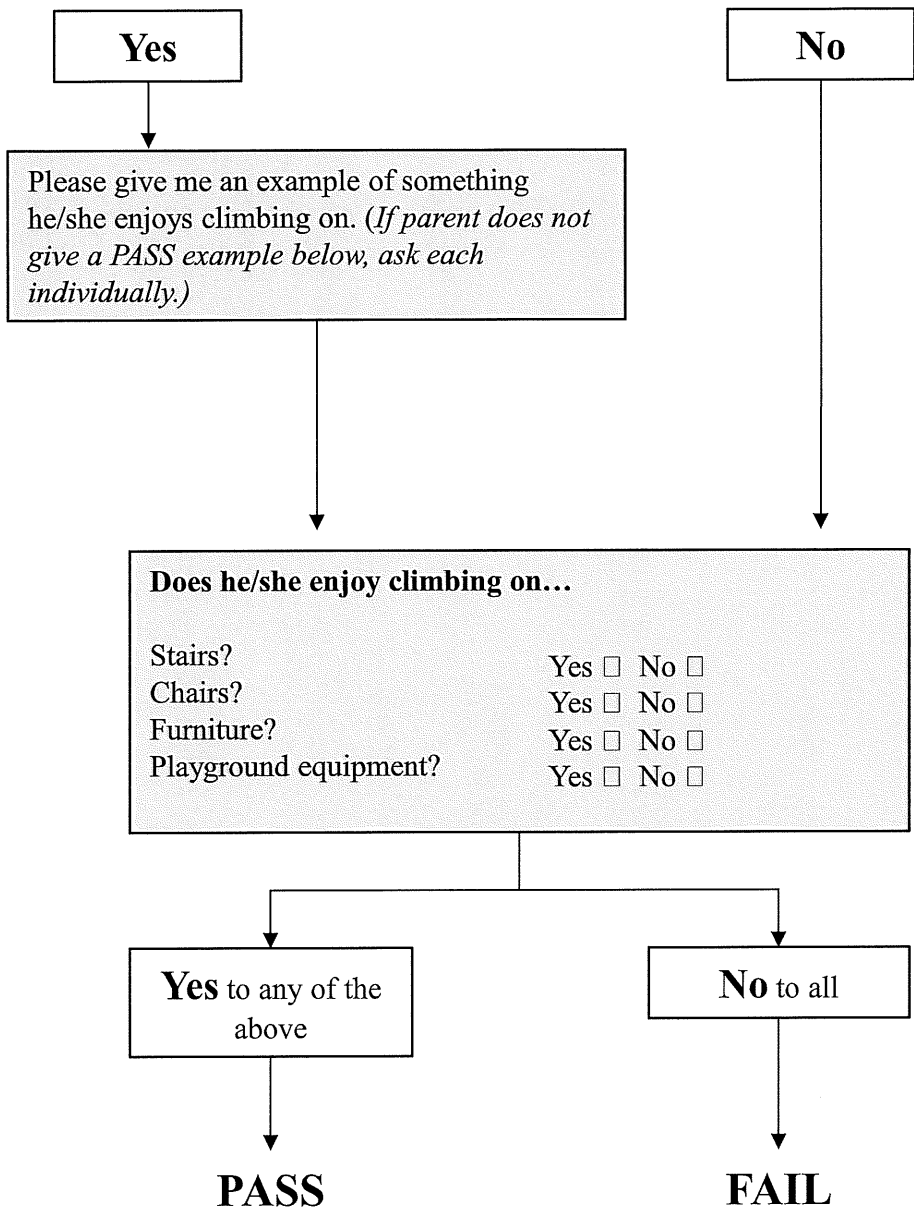 Yes
No
Please give me an example of something
he/she enjoys climbing on. (If parent does not
give a PASS example below, ask each
individually.)
Does he/she enjoy climbing on…
Stairs? Yes □ No □
Chairs? Yes □ No □
Furniture? Yes □ No □
Playground equipment? Yes □ No □
Yes to any of the
above
No to all
PASS
FAIL